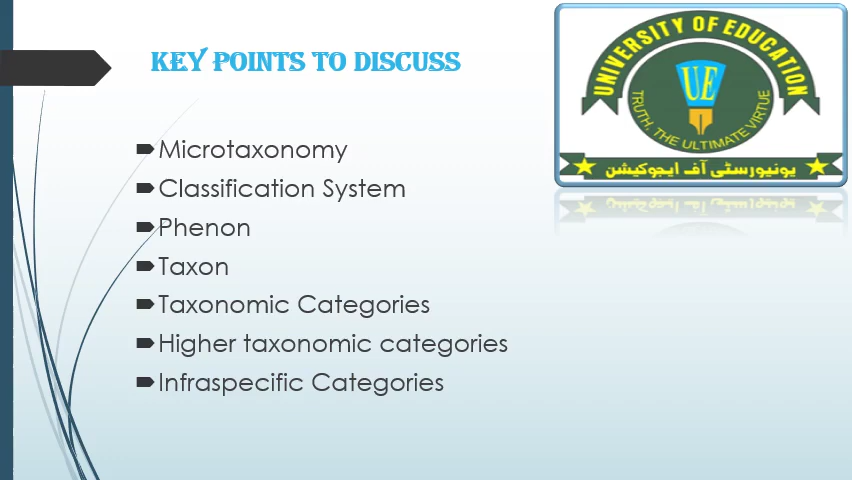 KEY POINTS TO DISCUSS
UNIVERSITY OF EDUCATION
UE
TRUTH, THE ULTIMATE VIRTUE
یونیورسٹی آف ایجوکیشن
Microtaxonomy
Classification System
Phenon
Taxon
Taxonomic Categories
Higher taxonomic categories
Infraspecific Categories